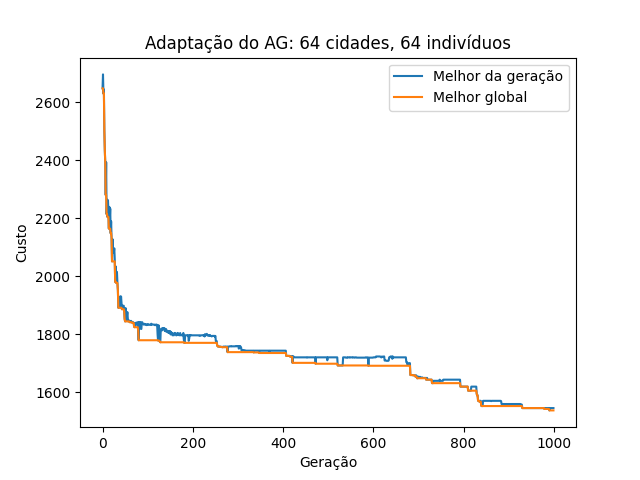 Adaptação do AG: 64 cidades, 64 indivíduos
Melhor da geração
Melhor global
Custo
2600
2400
2200
2000
1800
1600
0 200 400 600 800 1000
Geração